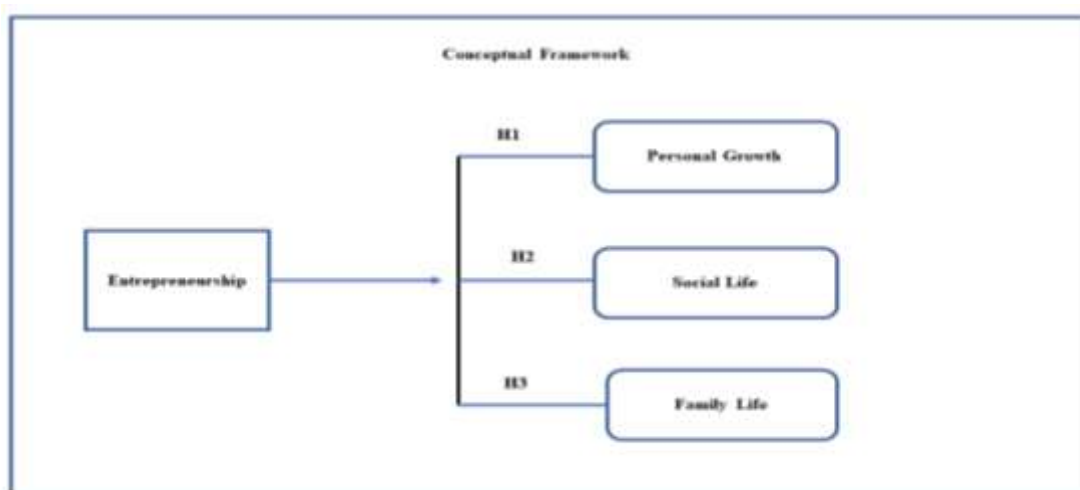 Conceptual Framework
H1
Personal Growth
H2
Entrepreneurship
Social Life
H3
Family Life